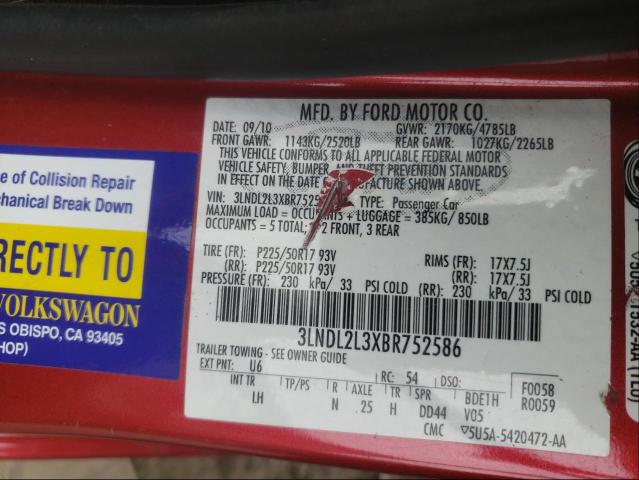 MFD. BY FORD MOTOR CO.
DATE: 09/10 GVWR: 2170KG/4785LB
FRONT GAWR: 1143KG/2520LB REAR GAWR: 1027KG/2265LB
THIS VEHICLE CONFORMS TO ALL APPLICABLE FEDERAL MOTOR
VEHICLE SAFETY, BUMPER, AND THEFT PREVENTION STANDARDS
IN EFFECT ON THE DATE OF MANUFACTURE SHOWN ABOVE.
VIN: 3LNDL2L3XBR7525 TYPE: Passenger Car
MAXIMUM LOAD = OCCUPANTS + LUGGAGE = 385KG/ 850LB
OCCUPANTS = 5 TOTAL; 2 FRONT, 3 REAR
TIRE (FR): P225/50R17 93V RIMS (FR): 17X7.5J
(RR): P225/50R17 93V (RR): 17X7.5J
PRESSURE (FR): 230 kPa/ 33 PSI COLD (RR): 230 kPa/ 33 PSI COLD
3LNDL2L3XBR752586
TRAILER TOWING - SEE OWNER GUIDE
EXT PNT: U6 RC: 54 DSO: F0058
R0059
INT TR TP/PS R AXLE TR SPR BDE1H
LH N 25 H DD44 V05
CMC ▽5U5A-5420472-AA
e of Collision Repair
chanical Break Down
RECTLY TO
VOLKSWAGON
S OBISPO, CA 93405
HOP)